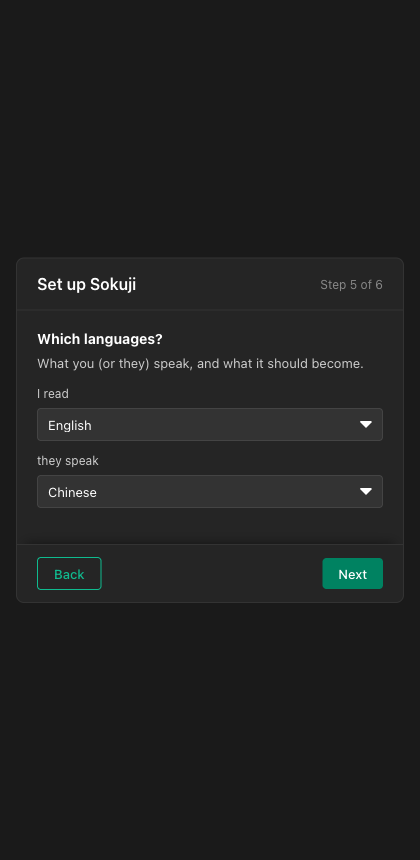 Set up Sokuji
Step 5 of 6
Which languages?
What you (or they) speak, and what it should become.
I read
English
they speak
Chinese
Back
Next